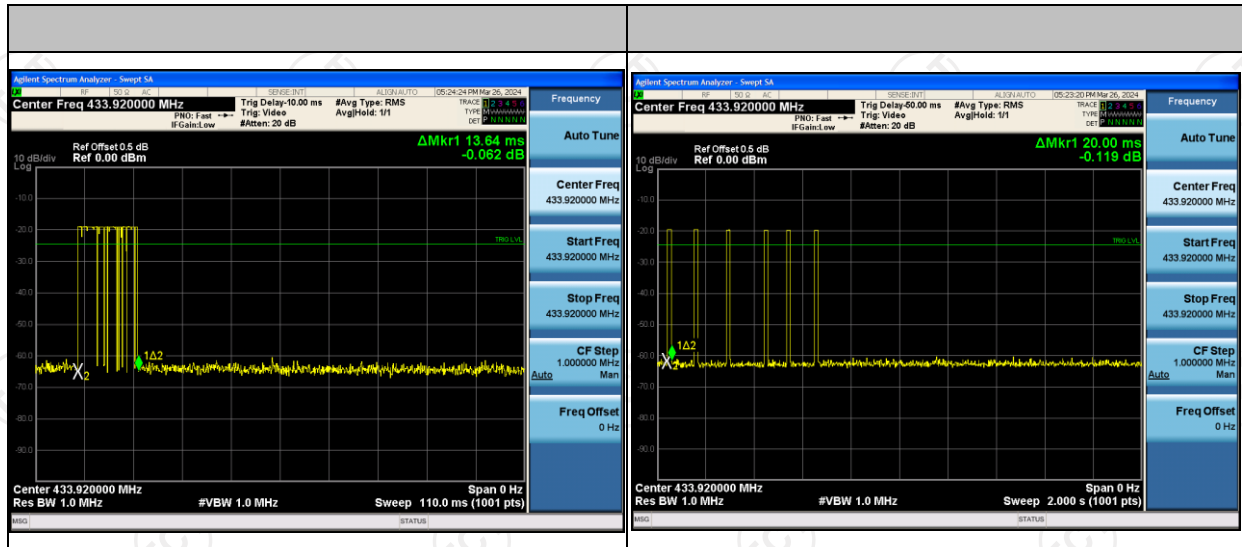 Agilent Spectrum Analyzer - Swept SA
RF 50 Ω AC SENSE:INT ALIGN AUTO 05:24:24 PM Mar 26, 2024
Center Freq 433.920000 MHz
PNO: Fast
IFGain:Low
Trig Delay-10.00 ms
Trig: Video
#Atten: 20 dB
#Avg Type: RMS
Avg|Hold: 1/1
TRACE 1 2 3 4 5 6
TYPE M
DET P N N N N N
Ref Offset 0.5 dB
10 dB/div Ref 0.00 dBm
Log
ΔMkr1 13.64 ms
-0.062 dB
-10.0
-20.0
TRIG LVL
-30.0
-40.0
-50.0
-60.0
1Δ2
X2
-70.0
-80.0
-90.0
Center 433.920000 MHz Span 0 Hz
Res BW 1.0 MHz #VBW 1.0 MHz Sweep 110.0 ms (1001 pts)
MSG STATUS
Frequency
Auto Tune
Center Freq
433.920000 MHz
Start Freq
433.920000 MHz
Stop Freq
433.920000 MHz
CF Step
1.000000 MHz
Auto Man
Freq Offset
0 Hz
Agilent Spectrum Analyzer - Swept SA
RF 50 Ω AC SENSE:INT ALIGN AUTO 05:23:20 PM Mar 26, 2024
Center Freq 433.920000 MHz
PNO: Fast
IFGain:Low
Trig Delay-50.00 ms
Trig: Video
#Atten: 20 dB
#Avg Type: RMS
Avg|Hold: 1/1
TRACE 1 2 3 4 5 6
TYPE M
DET P N N N N N
Ref Offset 0.5 dB
10 dB/div Ref 0.00 dBm
Log
ΔMkr1 20.00 ms
-0.119 dB
-10.0
-20.0
TRIG LVL
-30.0
-40.0
-50.0
-60.0
1Δ2
X2
-70.0
-80.0
-90.0
Center 433.920000 MHz Span 0 Hz
Res BW 1.0 MHz #VBW 1.0 MHz Sweep 2.000 s (1001 pts)
MSG STATUS
Frequency
Auto Tune
Center Freq
433.920000 MHz
Start Freq
433.920000 MHz
Stop Freq
433.920000 MHz
CF Step
1.000000 MHz
Auto Man
Freq Offset
0 Hz